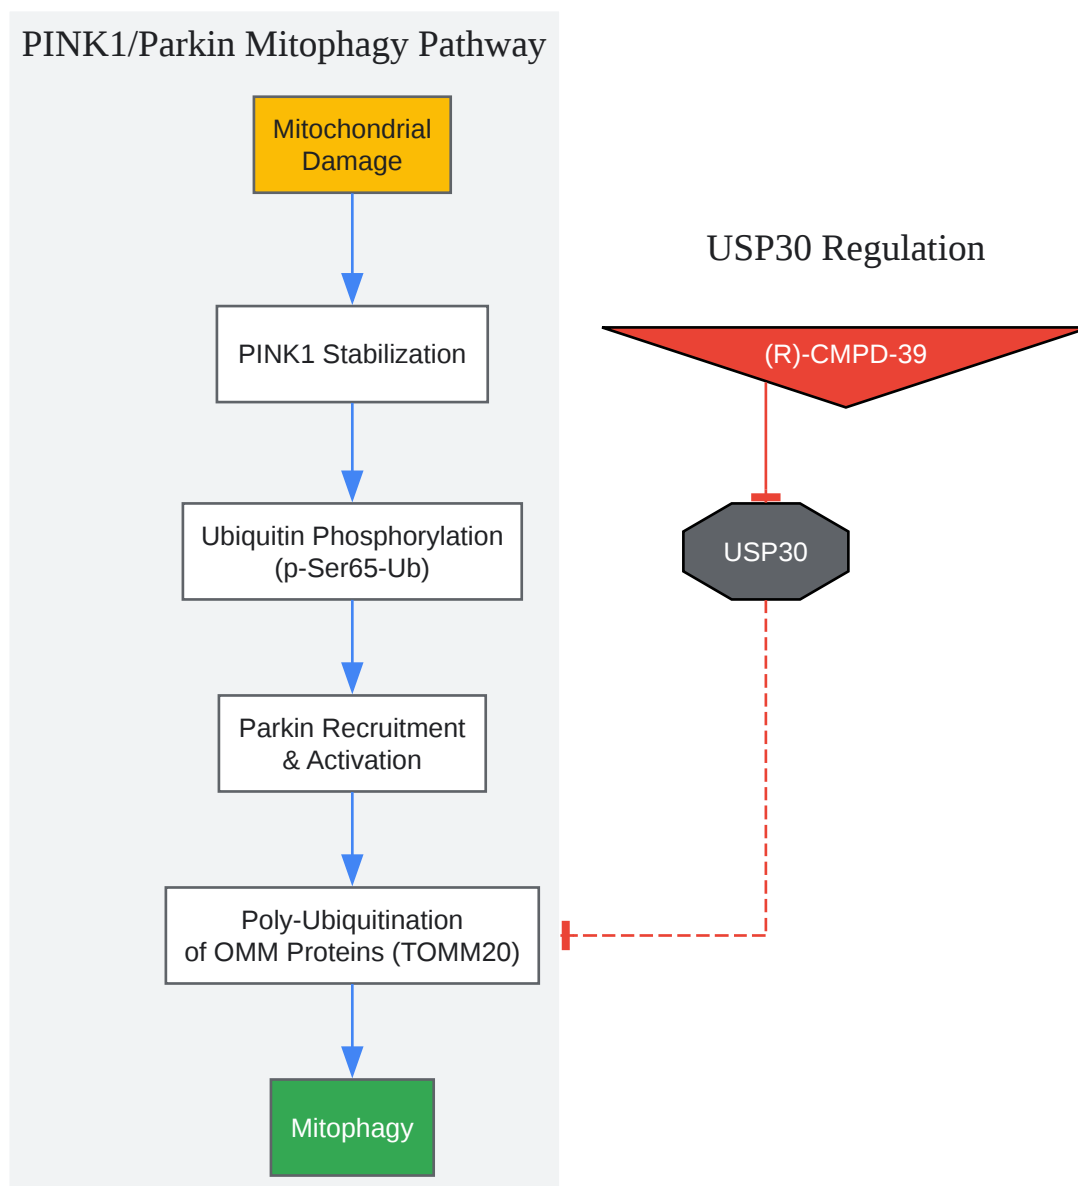 PINK1/Parkin Mitophagy Pathway
Mitochondrial
Damage
PINK1 Stabilization
Ubiquitin Phosphorylation
(p-Ser65-Ub)
Parkin Recruitment
& Activation
Poly-Ubiquitination
of OMM Proteins (TOMM20)
Mitophagy
USP30 Regulation
(R)-CMPD-39
USP30